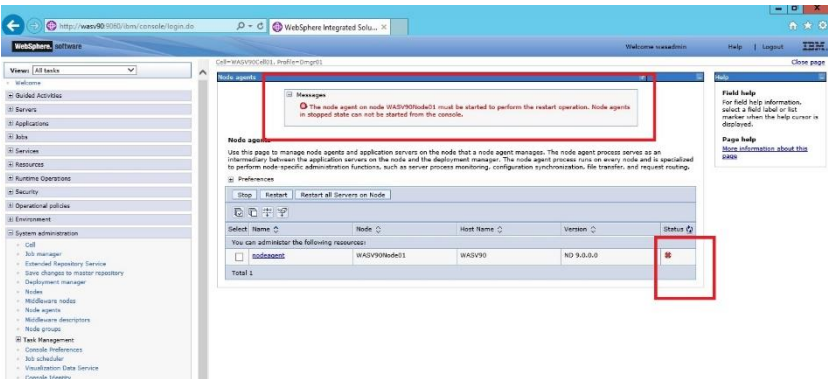 http://wasv90:9060/ibm/console/login.do
WebSphere Integrated Solu...
WebSphere. software
Welcome wasadmin
Help
Logout
IBM.
Cell=WASV90Cell01, Profile=Dmgr01
Close page
View: All tasks
Welcome
Guided Activities
Servers
Applications
Jobs
Services
Resources
Runtime Operations
Security
Operational policies
Environment
System administration
Cell
Job manager
Extended Repository Service
Save changes to master repository
Deployment manager
Nodes
Middleware nodes
Node agents
Middleware descriptors
Node groups
Task Management
Console Preferences
Job scheduler
Visualization Data Service
Console Identity
Node agents
Messages
The node agent on node WASV90Node01 must be started to perform the restart operation. Node agents
in stopped state can not be started from the console.
Node agents
Use this page to manage node agents and application servers on the node that a node agent manages. The node agent process serves as an
intermediary between the application servers on the node and the deployment manager. The node agent process runs on every node and is specialized
to perform node-specific administration functions, such as server process monitoring, configuration synchronization, file transfer, and request routing.
Preferences
Stop Restart Restart all Servers on Node
Select Name Node Host Name Version Status
You can administer the following resources:
nodeagent WASV90Node01 WASV90 ND 9.0.0.0
Total 1
Help
Field help
For field help information,
select a field label or list
marker when the help cursor is
displayed.
Page help
More information about this
page